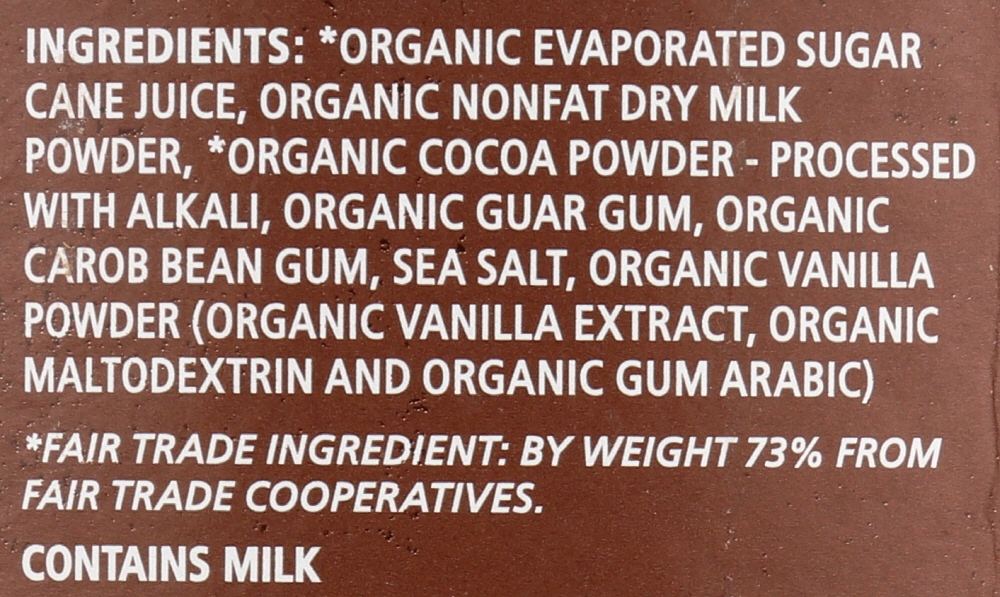 INGREDIENTS: *ORGANIC EVAPORATED SUGAR
CANE JUICE, ORGANIC NONFAT DRY MILK
POWDER, *ORGANIC COCOA POWDER - PROCESSED
WITH ALKALI, ORGANIC GUAR GUM, ORGANIC
CAROB BEAN GUM, SEA SALT, ORGANIC VANILLA
POWDER (ORGANIC VANILLA EXTRACT, ORGANIC
MALTODEXTRIN AND ORGANIC GUM ARABIC)
*FAIR TRADE INGREDIENT: BY WEIGHT 73% FROM
FAIR TRADE COOPERATIVES.
CONTAINS MILK